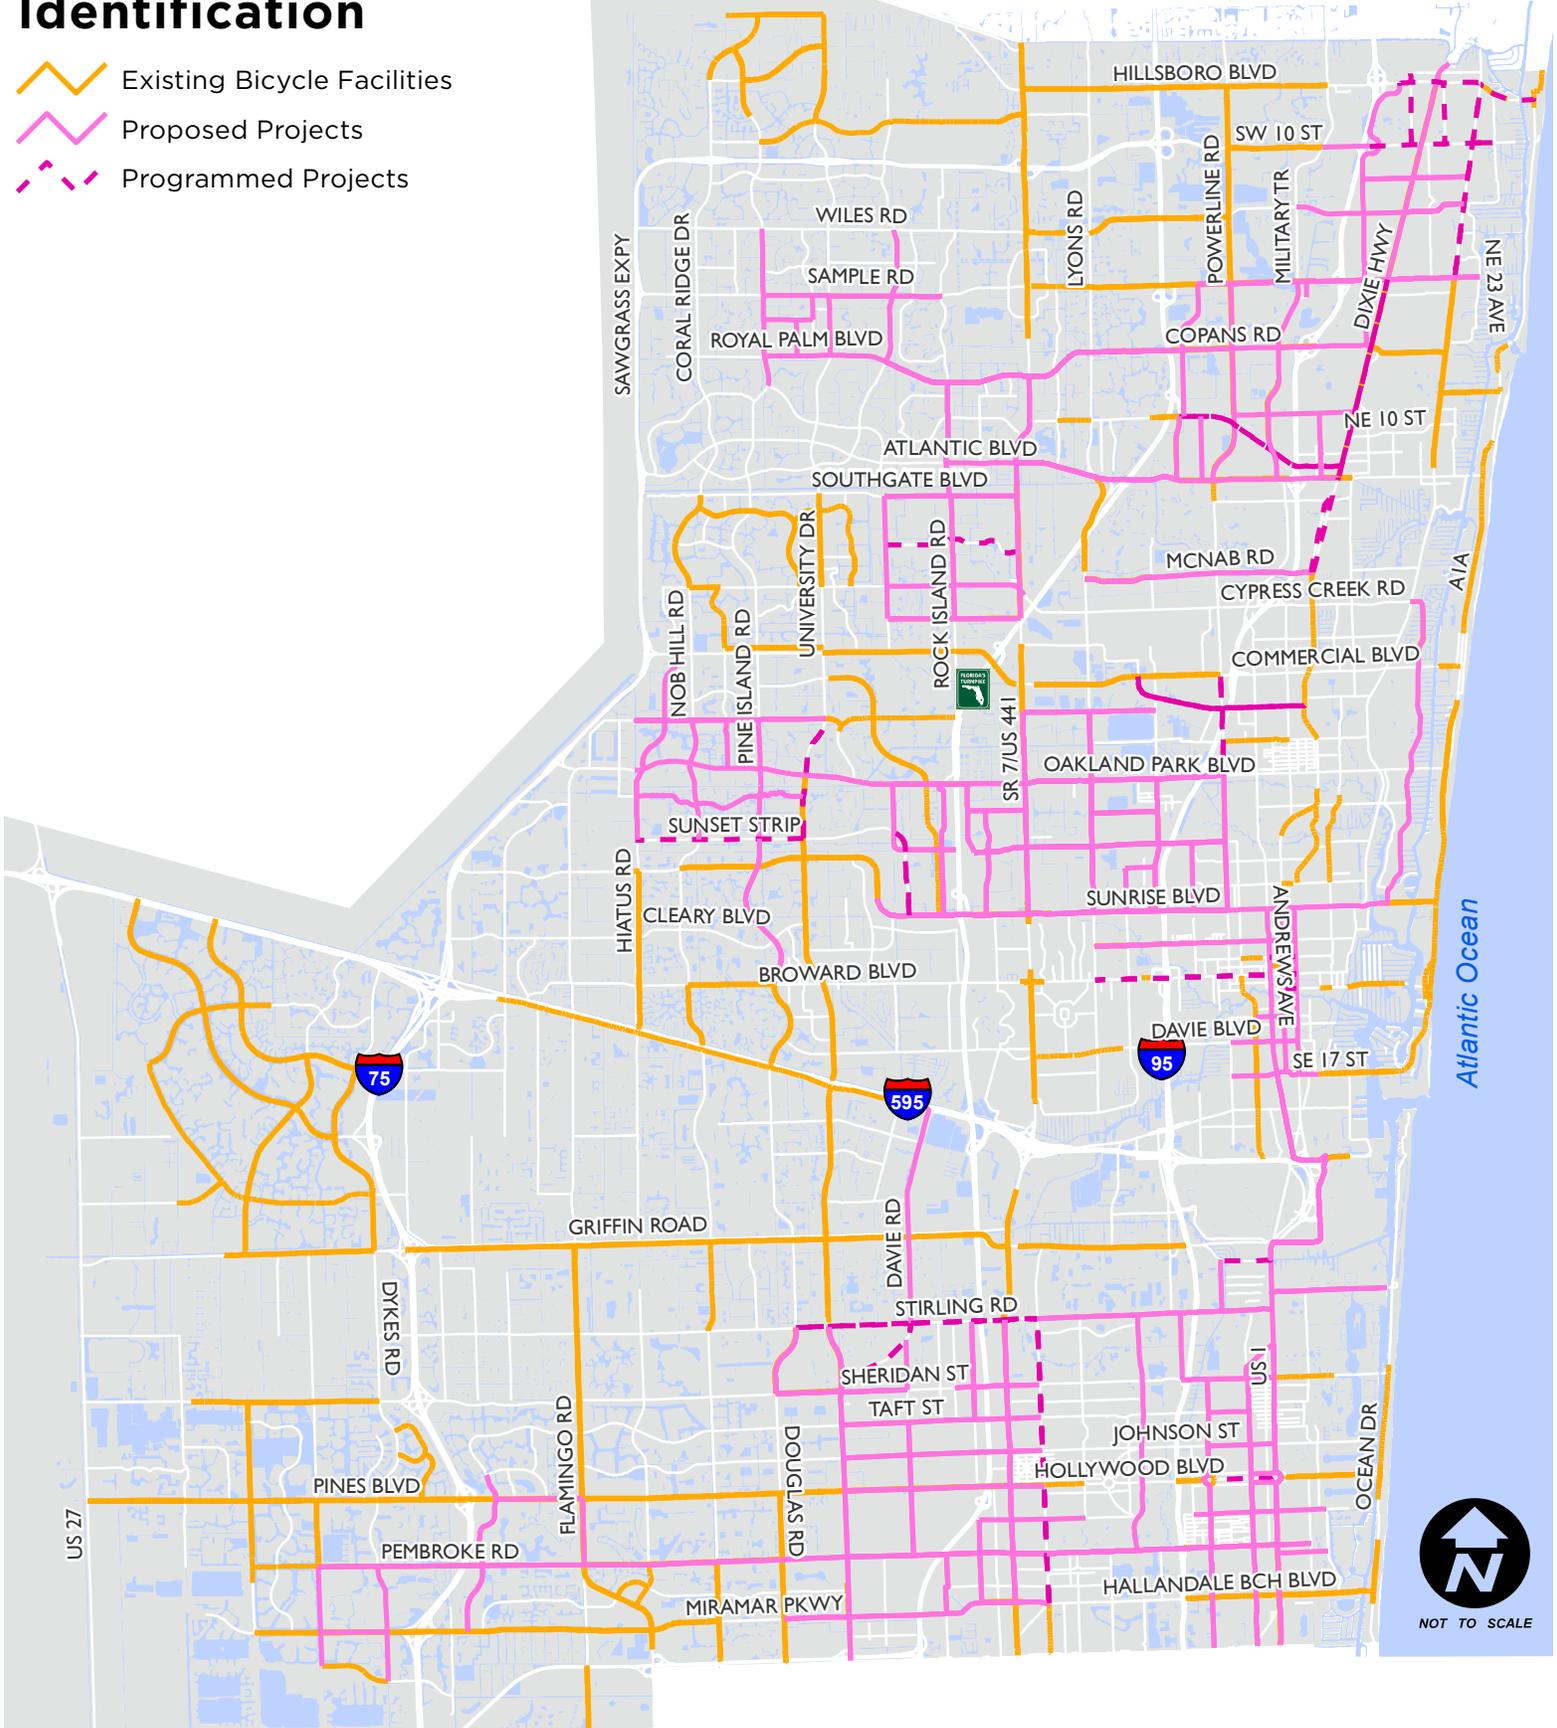 Identification
Existing Bicycle Facilities
Proposed Projects
Programmed Projects
HILLSBORO BLVD
SW 10 ST
POWERLINE RD
MILITARY TR
LYONS RD
WILES RD
CORAL RIDGE DR
SAWGRASS EXPY
SAMPLE RD
DIXIE HWY
NE 23 AVE
ROYAL PALM BLVD
COPANS RD
NE 10 ST
ATLANTIC BLVD
SOUTHGATE BLVD
UNIVERSITY DR
ROCK ISLAND RD
MCNAB RD
A1A
CYPRESS CREEK RD
NOB HILL RD
PINE ISLAND RD
COMMERCIAL BLVD
FLORIDA'S
TURNPIKE
SR 7/US 441
OAKLAND PARK BLVD
SUNSET STRIP
HIATUS RD
SUNRISE BLVD
ANDREWS AVE
CLEARY BLVD
Atlantic Ocean
BROWARD BLVD
DAVIE BLVD
SE 17 ST
75
95
595
GRIFFIN ROAD
DAVIE RD
DYKES RD
STIRLING RD
US 1
SHERIDAN ST
TAFT ST
FLAMINGO RD
DOUGLAS RD
JOHNSON ST
OCEAN DR
HOLLYWOOD BLVD
PINES BLVD
US 27
PEMBROKE RD
HALLANDALE BCH BLVD
MIRAMAR PKWY
N
NOT TO SCALE